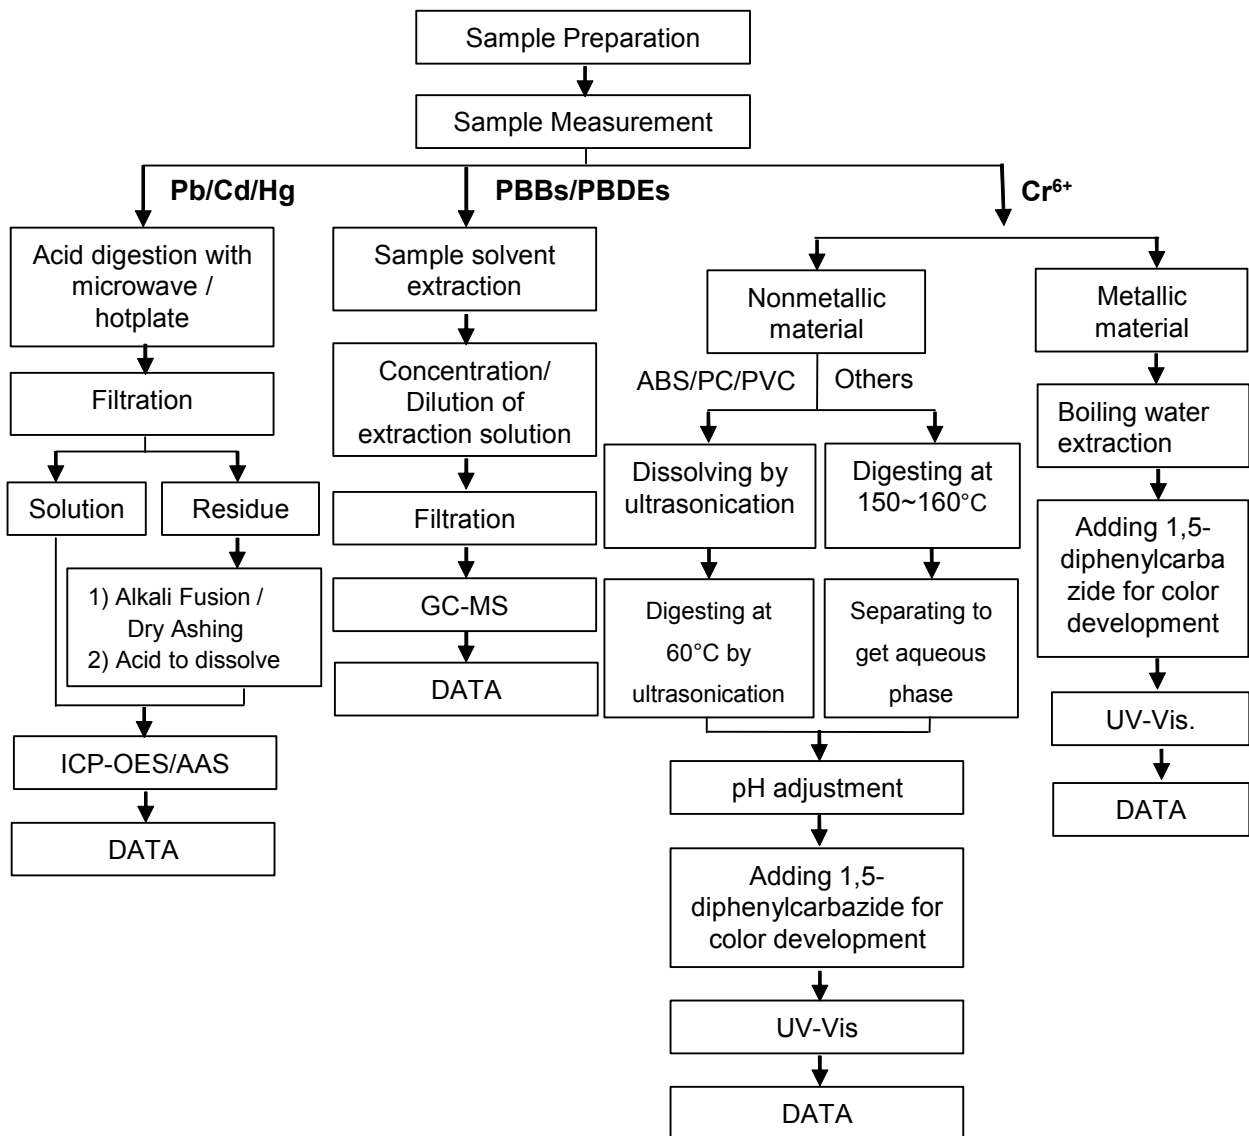 Sample Preparation
Sample Measurement
Pb/Cd/Hg
PBBs/PBDEs
Cr⁶⁺
Acid digestion with
microwave /
hotplate
Filtration
Solution
Residue
1) Alkali Fusion /
Dry Ashing
2) Acid to dissolve
ICP-OES/AAS
DATA
Sample solvent
extraction
Concentration/
Dilution of
extraction solution
Filtration
GC-MS
DATA
Nonmetallic
material
ABS/PC/PVC
Others
Dissolving by
ultrasonication
Digesting at
60°C by
ultrasonication
Digesting at
150~160°C
Separating to
get aqueous
phase
pH adjustment
Adding 1,5-
diphenylcarbazide for
color development
UV-Vis
DATA
Metallic
material
Boiling water
extraction
Adding 1,5-
diphenylcarba
zide for color
development
UV-Vis.
DATA